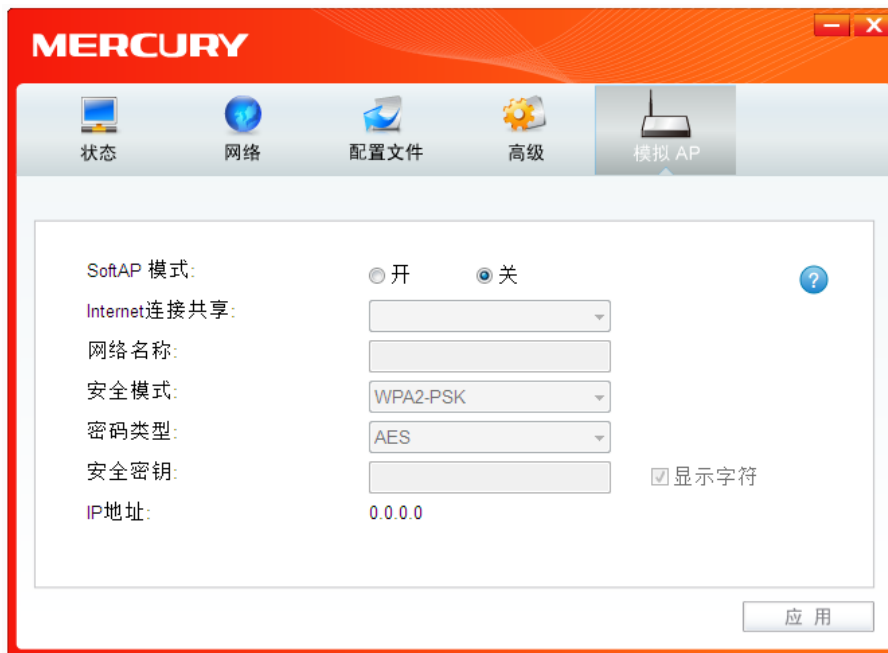 MERCURY
状态 网络 配置文件 高级 模拟 AP
SoftAP 模式: 开 关
?
Internet连接共享:
网络名称:
安全模式: WPA2-PSK
密码类型: AES
安全密钥: 显示字符
IP地址: 0.0.0.0
应 用